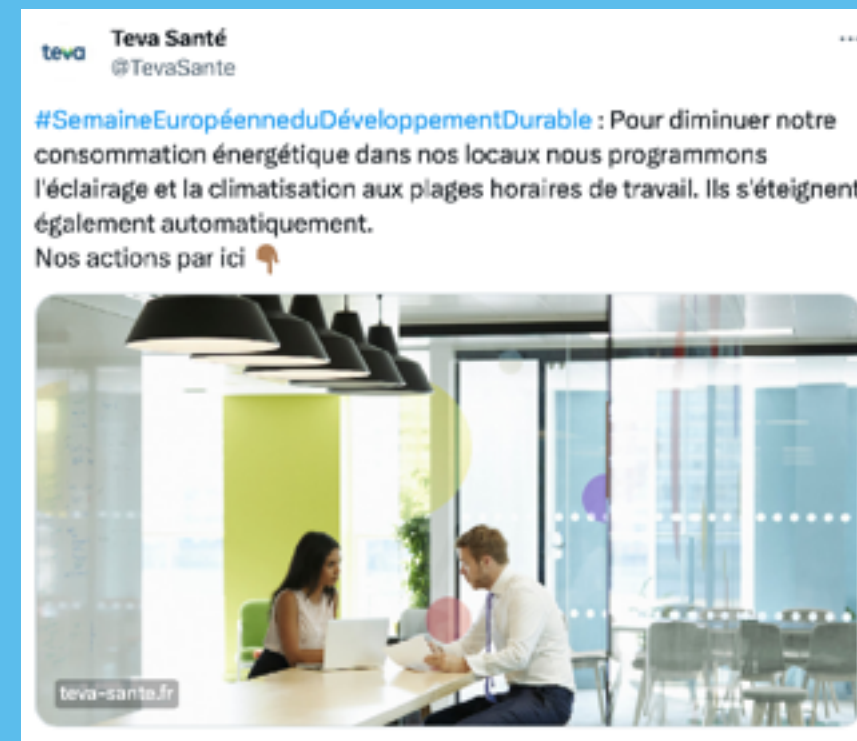 teva
Teva Santé
@TevaSante
#SemaineEuropéenneduDéveloppementDurable : Pour diminuer notre
consommation énergétique dans nos locaux nous programmons
l'éclairage et la climatisation aux plages horaires de travail. Ils s'éteignent
également automatiquement.
Nos actions par ici 👇🏾
teva-sante.fr